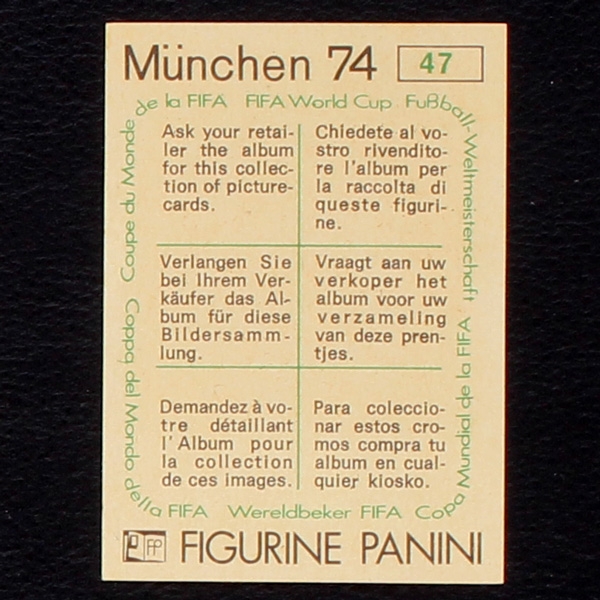 München 74
47
de la FIFA FIFA World Cup Fußball-Weltmeisterschaft
Ask your retai-
ler the album
for this collec-
tion of picture-
cards.
Chiedete al vo-
stro rivendito-
re l'album per
la raccolta di
queste figuri-
ne.
Verlangen Sie
bei Ihrem Ver-
käufer das Al-
bum für diese
Bildersamm-
lung.
Vraagt aan uw
verkoper het
album voor uw
verzameling
van deze pren-
tjes.
Demandez à vo-
tre détaillant
l'Album pour
la collection
de ces images.
Para coleccio-
nar estos cro-
mos compra tu
album en cual-
quier kiosko.
Copa Mundial de la FIFA
Wereldbeker FIFA
Coppa del Mondo della FIFA
Coupe du Monde
FP FIGURINE PANINI